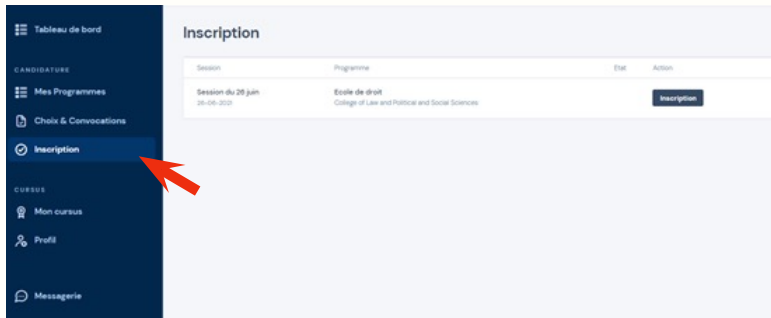 Tableau de bord
CANDIDATURE
Mes Programmes
Choix & Convocations
Inscription
CURSUS
Mon cursus
Profil
Messagerie
Inscription
Session Programme Etat Action
Session du 26 juin Ecole de droit Inscription
26-06-2021 College of Law and Political and Social Sciences